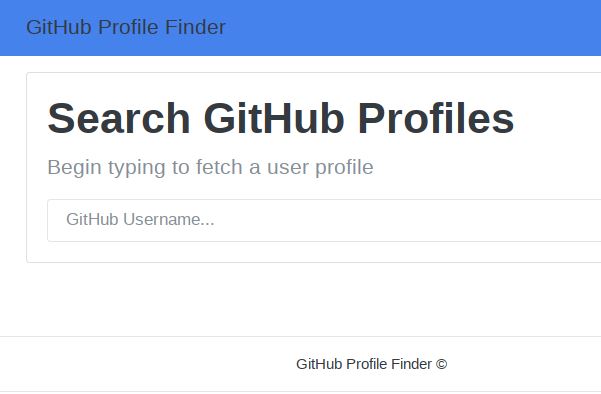 GitHub Profile Finder
Search GitHub Profiles
Begin typing to fetch a user profile
GitHub Username...
GitHub Profile Finder ©